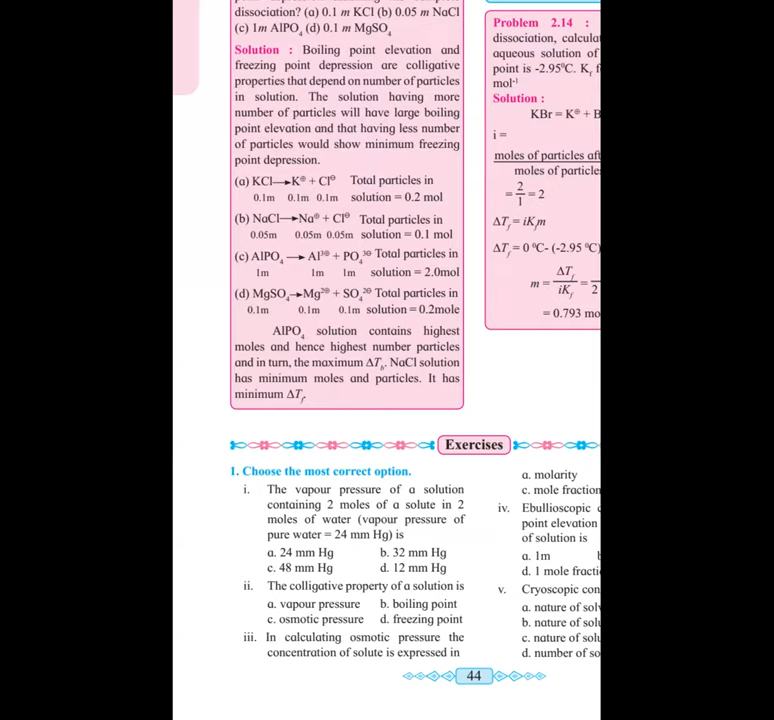 dissociation? (a) 0.1 m KCl (b) 0.05 m NaCl
(c) 1m AlPO₄ (d) 0.1 m MgSO₄
Solution : Boiling point elevation and
freezing point depression are colligative
properties that depend on number of particles
in solution. The solution having more
number of particles will have large boiling
point elevation and that having less number
of particles would show minimum freezing
point depression.
(a) KCl→K⊕ + Cl⊖ Total particles in
0.1m 0.1m 0.1m solution = 0.2 mol
(b) NaCl→Na⊕ + Cl⊖ Total particles in
0.05m 0.05m 0.05m solution = 0.1 mol
(c) AlPO₄ → Al³⊕ + PO₄³⊖ Total particles in
1m 1m 1m solution = 2.0mol
(d) MgSO₄→Mg²⊕ + SO₄²⊖ Total particles in
0.1m 0.1m 0.1m solution = 0.2mole
AlPO₄ solution contains highest
moles and hence highest number particles
and in turn, the maximum ΔT_b. NaCl solution
has minimum moles and particles. It has
minimum ΔT_f.
Problem 2.14 :
dissociation, calcula
aqueous solution of
point is -2.95⁰C. K_f f
mol⁻¹
Solution :
KBr = K⊕ + B
i =
moles of particles aft
moles of particle
= 2/1 = 2
ΔT_f = iK_f m
ΔT_f = 0 ⁰C- (-2.95 ⁰C)
m = ΔT_f / iK_f = / 2
= 0.793 mo
Exercises
1. Choose the most correct option.
i. The vapour pressure of a solution
containing 2 moles of a solute in 2
moles of water (vapour pressure of
pure water = 24 mm Hg) is
a. 24 mm Hg b. 32 mm Hg
c. 48 mm Hg d. 12 mm Hg
ii. The colligative property of a solution is
a. vapour pressure b. boiling point
c. osmotic pressure d. freezing point
iii. In calculating osmotic pressure the
concentration of solute is expressed in
a. molarity
c. mole fraction
iv. Ebullioscopic c
point elevation
of solution is
a. 1m
d. 1 mole fracti
v. Cryoscopic con
a. nature of solv
b. nature of solu
c. nature of solu
d. number of so
44